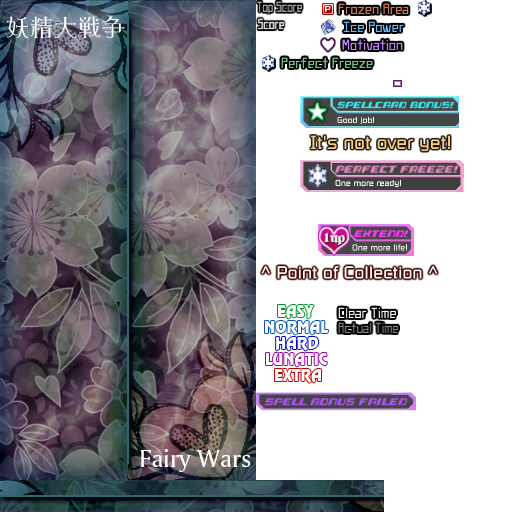 妖精大戦争
Fairy Wars
Top Score
Score
Frozen Area
Ice Power
Motivation
Perfect Freeze
SPELLCARD BONUS!
Good job!
It's not over yet!
PERFECT FREEZE!
One more ready!
1up
EXTEND!
One more life!
^ Point of Collection ^
EASY
NORMAL
HARD
LUNATIC
EXTRA
Clear Time
Actual Time
SPELL BONUS FAILED